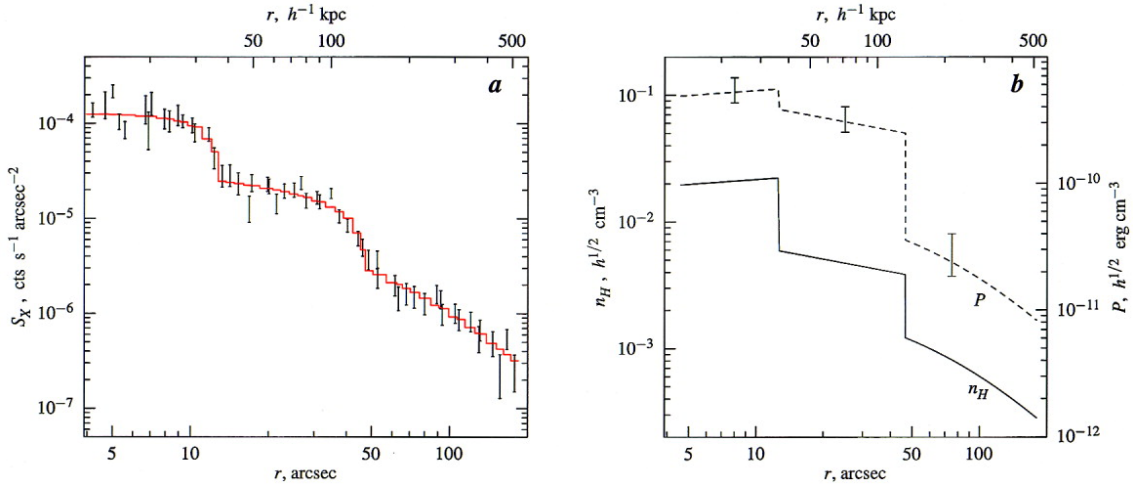 r, h⁻¹ kpc
50 100 500
a
10⁻⁴
10⁻⁵
10⁻⁶
10⁻⁷
S_X, cts s⁻¹ arcsec⁻²
5 10 50 100
r, arcsec
r, h⁻¹ kpc
50 100 500
b
10⁻¹
10⁻²
10⁻³
n_H, h^{1/2} cm⁻³
10⁻¹⁰
10⁻¹¹
10⁻¹²
P, h^{1/2} erg cm⁻³
P
n_H
5 10 50 100
r, arcsec